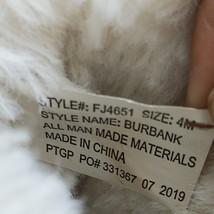 STYLE#: FJ4651 SIZE: 4M
STYLE NAME: BURBANK
ALL MAN MADE MATERIALS
MADE IN CHINA
PTGP PO# 331367 07 2019